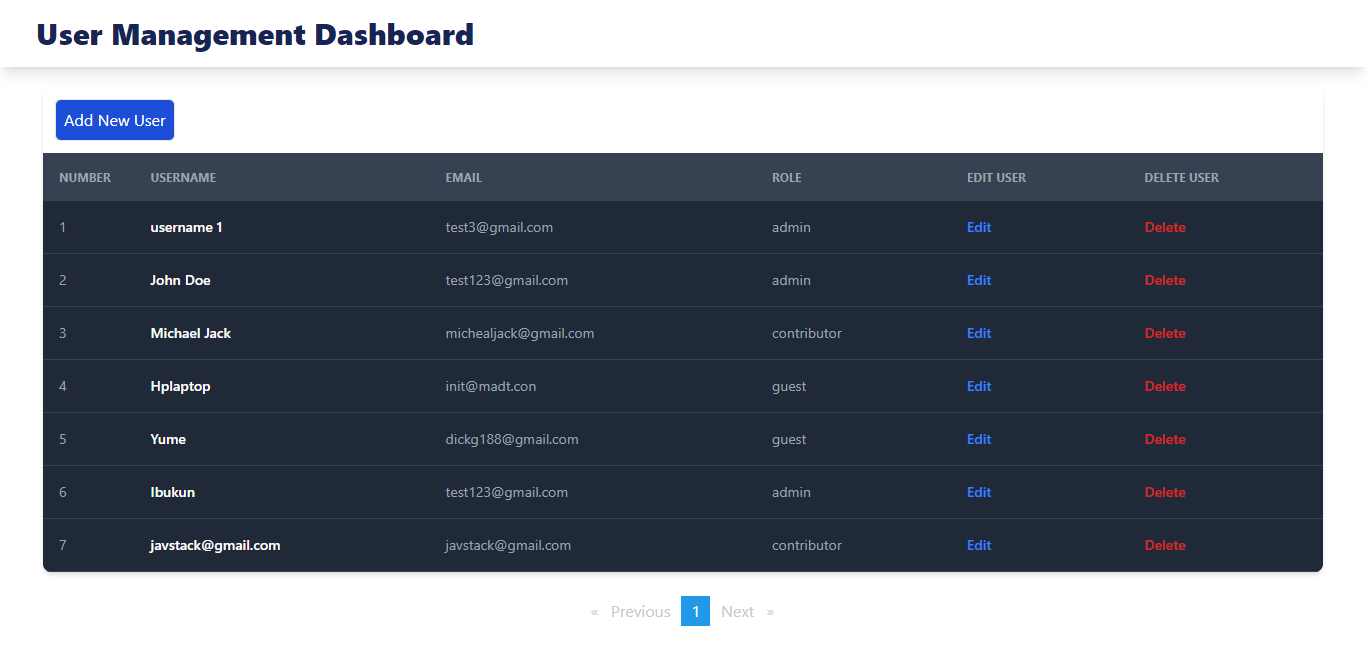 User Management Dashboard
Add New User
NUMBER USERNAME EMAIL ROLE EDIT USER DELETE USER
1 username 1 test3@gmail.com admin Edit Delete
2 John Doe test123@gmail.com admin Edit Delete
3 Michael Jack michealjack@gmail.com contributor Edit Delete
4 Hplaptop init@madt.con guest Edit Delete
5 Yume dickg188@gmail.com guest Edit Delete
6 Ibukun test123@gmail.com admin Edit Delete
7 javstack@gmail.com javstack@gmail.com contributor Edit Delete
« Previous 1 Next »